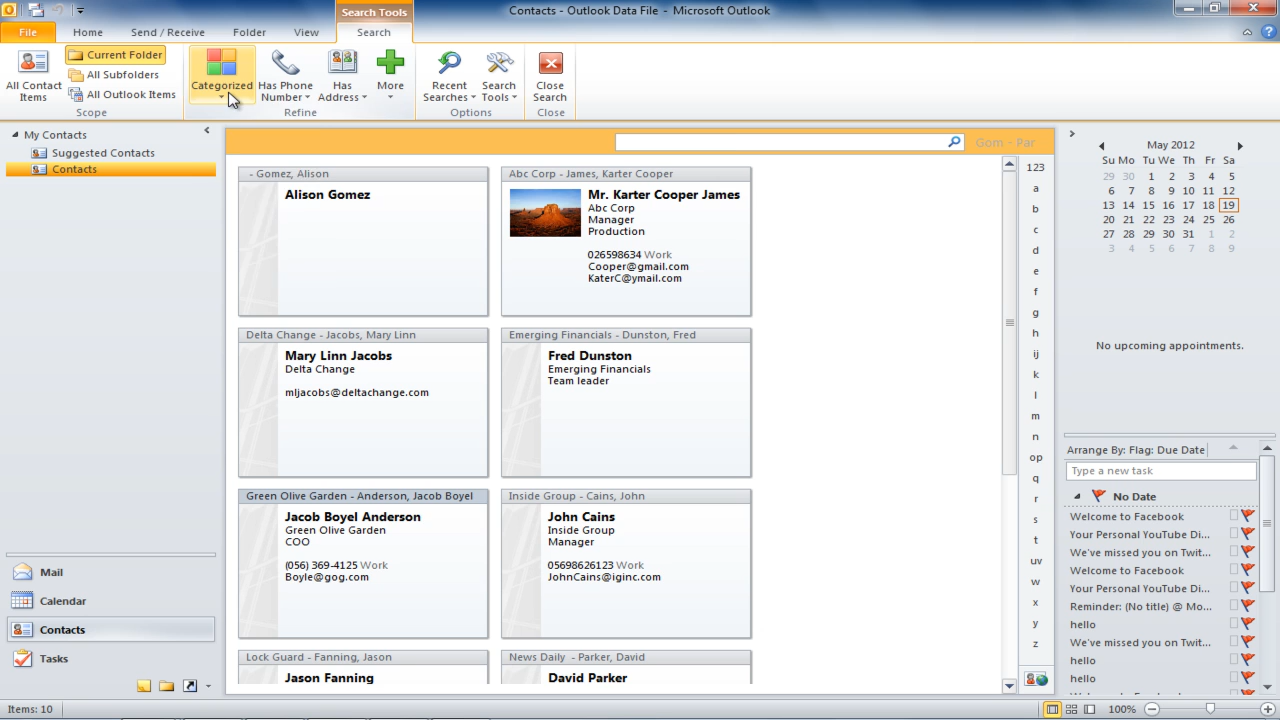 Search Tools
Contacts - Outlook Data File - Microsoft Outlook
File Home Send / Receive Folder View Search
All Contact Items
Current Folder
All Subfolders
All Outlook Items
Scope
Categorized
Has Phone Number
Has Address
More
Refine
Recent Searches
Search Tools
Options
Close Search
Close
My Contacts
Suggested Contacts
Contacts
Mail
Calendar
Contacts
Tasks
Gom - Par
- Gomez, Alison
Alison Gomez
Abc Corp - James, Karter Cooper
Mr. Karter Cooper James
Abc Corp
Manager
Production
026598634 Work
Cooper@gmail.com
KaterC@ymail.com
Delta Change - Jacobs, Mary Linn
Mary Linn Jacobs
Delta Change
mljacobs@deltachange.com
Emerging Financials - Dunston, Fred
Fred Dunston
Emerging Financials
Team leader
Green Olive Garden - Anderson, Jacob Boyel
Jacob Boyel Anderson
Green Olive Garden
COO
(056) 369-4125 Work
Boyle@gog.com
Inside Group - Cains, John
John Cains
Inside Group
Manager
05698626123 Work
JohnCains@iginc.com
Lock Guard - Fanning, Jason
Jason Fanning
News Daily - Parker, David
David Parker
123
a
b
c
d
e
f
g
h
ij
k
l
m
n
op
q
r
s
t
uv
w
x
y
z
May 2012
Su Mo Tu We Th Fr Sa
29 30 1 2 3 4 5
6 7 8 9 10 11 12
13 14 15 16 17 18 19
20 21 22 23 24 25 26
27 28 29 30 31 1 2
3 4 5 6 7 8 9
No upcoming appointments.
Arrange By: Flag: Due Date
Type a new task
No Date
Welcome to Facebook
Your Personal YouTube Di...
We've missed you on Twit...
Welcome to Facebook
Your Personal YouTube Di...
Reminder: (No title) @ Mo...
hello
We've missed you on Twit...
hello
hello
Items: 10
100%